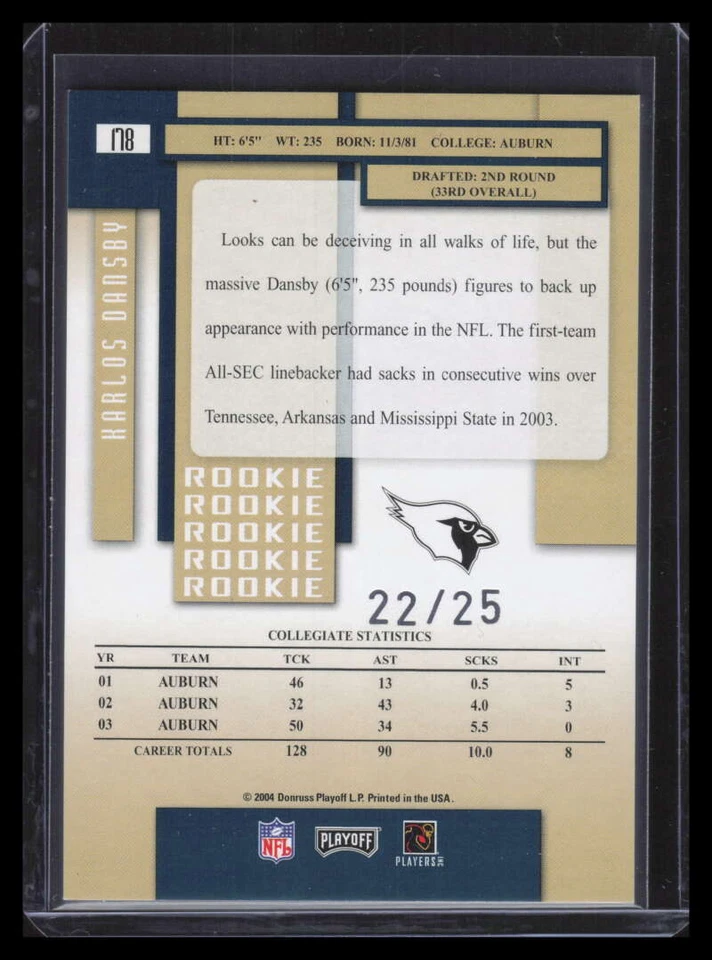 178
HT: 6'5" WT: 235 BORN: 11/3/81 COLLEGE: AUBURN
DRAFTED: 2ND ROUND
(33RD OVERALL)
KARLOS DANSBY
Looks can be deceiving in all walks of life, but the
massive Dansby (6'5", 235 pounds) figures to back up
appearance with performance in the NFL. The first-team
All-SEC linebacker had sacks in consecutive wins over
Tennessee, Arkansas and Mississippi State in 2003.
ROOKIE
ROOKIE
ROOKIE
ROOKIE
ROOKIE
22/25
COLLEGIATE STATISTICS
YR TEAM TCK AST SCKS INT
01 AUBURN 46 13 0.5 5
02 AUBURN 32 43 4.0 3
03 AUBURN 50 34 5.5 0
CAREER TOTALS 128 90 10.0 8
© 2004 Donruss Playoff L.P. Printed in the USA.
NFL PLAYOFF PLAYERS INC